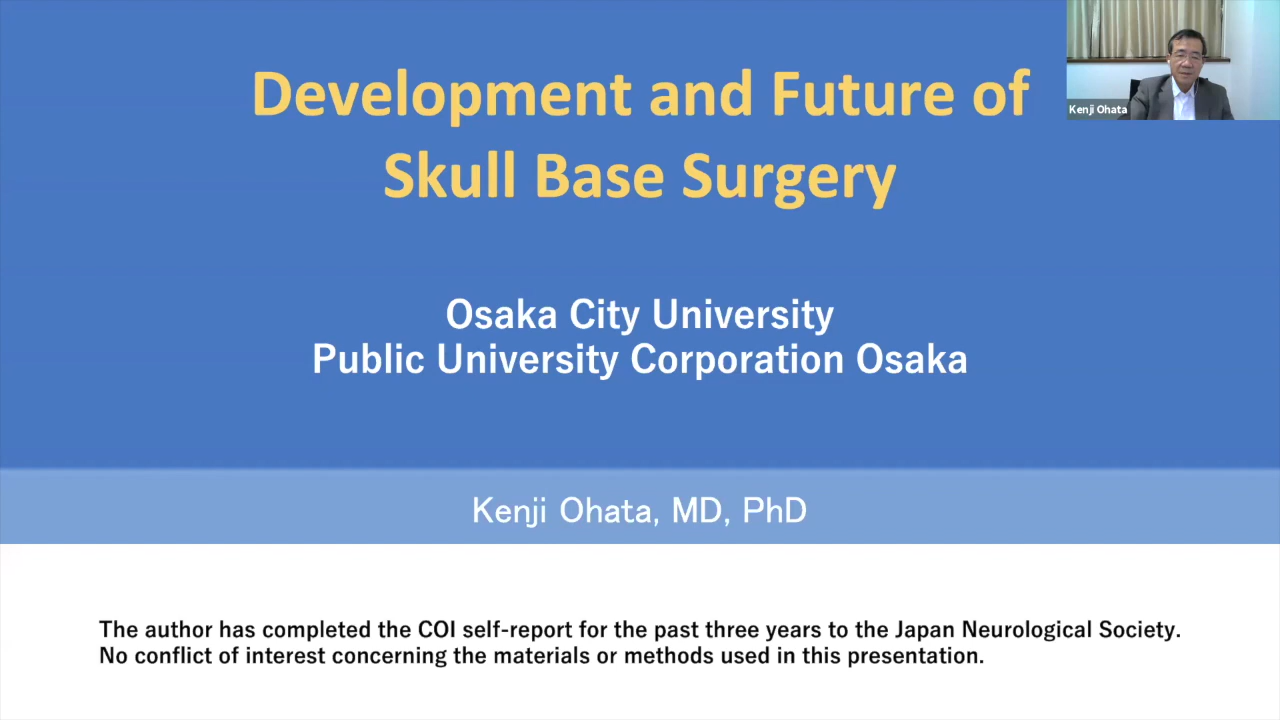 Development and Future of
Skull Base Surgery
Kenji Ohata
Osaka City University
Public University Corporation Osaka
Kenji Ohata, MD, PhD
The author has completed the COI self-report for the past three years to the Japan Neurological Society.
No conflict of interest concerning the materials or methods used in this presentation.